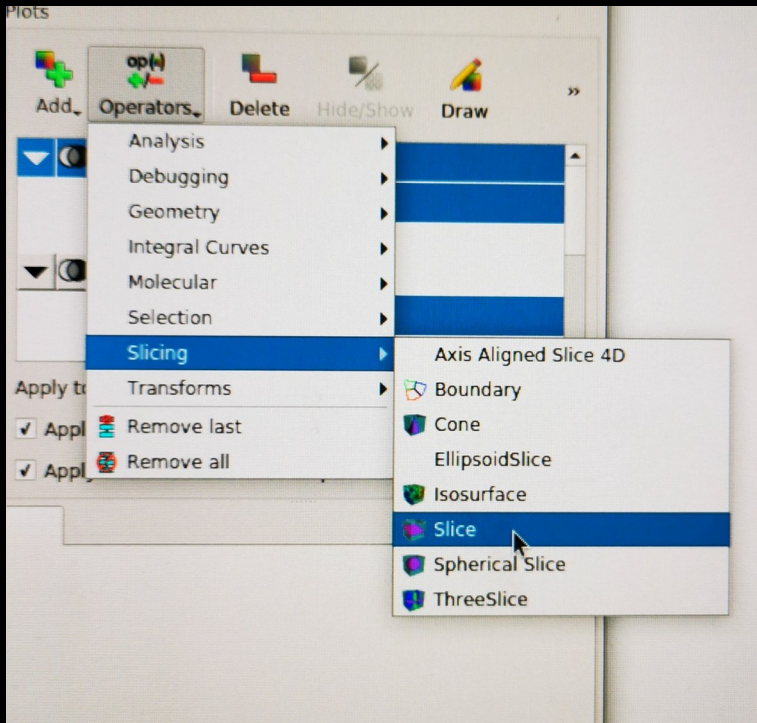 Plots
op(·)
+/-
Add
Operators
Delete
Hide/Show
Draw
»
Analysis
Debugging
Geometry
Integral Curves
Molecular
Selection
Slicing
Transforms
Remove last
Remove all
Apply to
Appl
Apply
Axis Aligned Slice 4D
Boundary
Cone
EllipsoidSlice
Isosurface
Slice
Spherical Slice
ThreeSlice